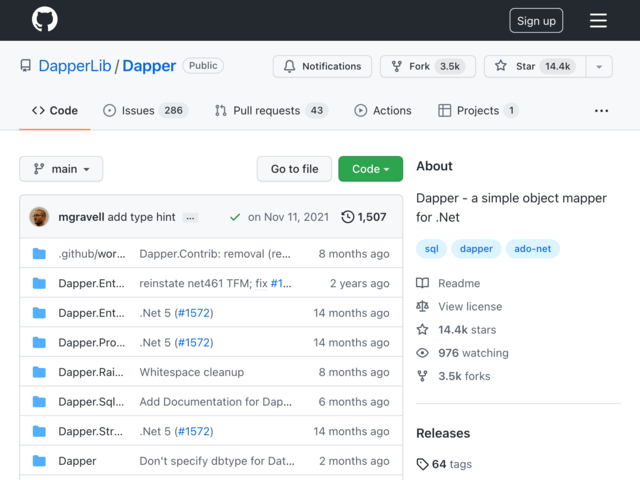 Sign up
DapperLib / Dapper Public
Notifications Fork 3.5k Star 14.4k
Code Issues 286 Pull requests 43 Actions Projects 1 ...
main Go to file Code
mgravell add type hint ... on Nov 11, 2021 1,507
.github/wor... Dapper.Contrib: removal (re... 8 months ago
Dapper.Ent... reinstate net461 TFM; fix #1... 2 years ago
Dapper.Ent... .Net 5 (#1572) 14 months ago
Dapper.Pro... .Net 5 (#1572) 14 months ago
Dapper.Rai... Whitespace cleanup 8 months ago
Dapper.Sql... Add Documentation for Dap... 6 months ago
Dapper.Str... .Net 5 (#1572) 14 months ago
Dapper Don't specify dbtype for Dat... 2 months ago
About
Dapper - a simple object mapper
for .Net
sql dapper ado-net
Readme
View license
14.4k stars
976 watching
3.5k forks
Releases
64 tags